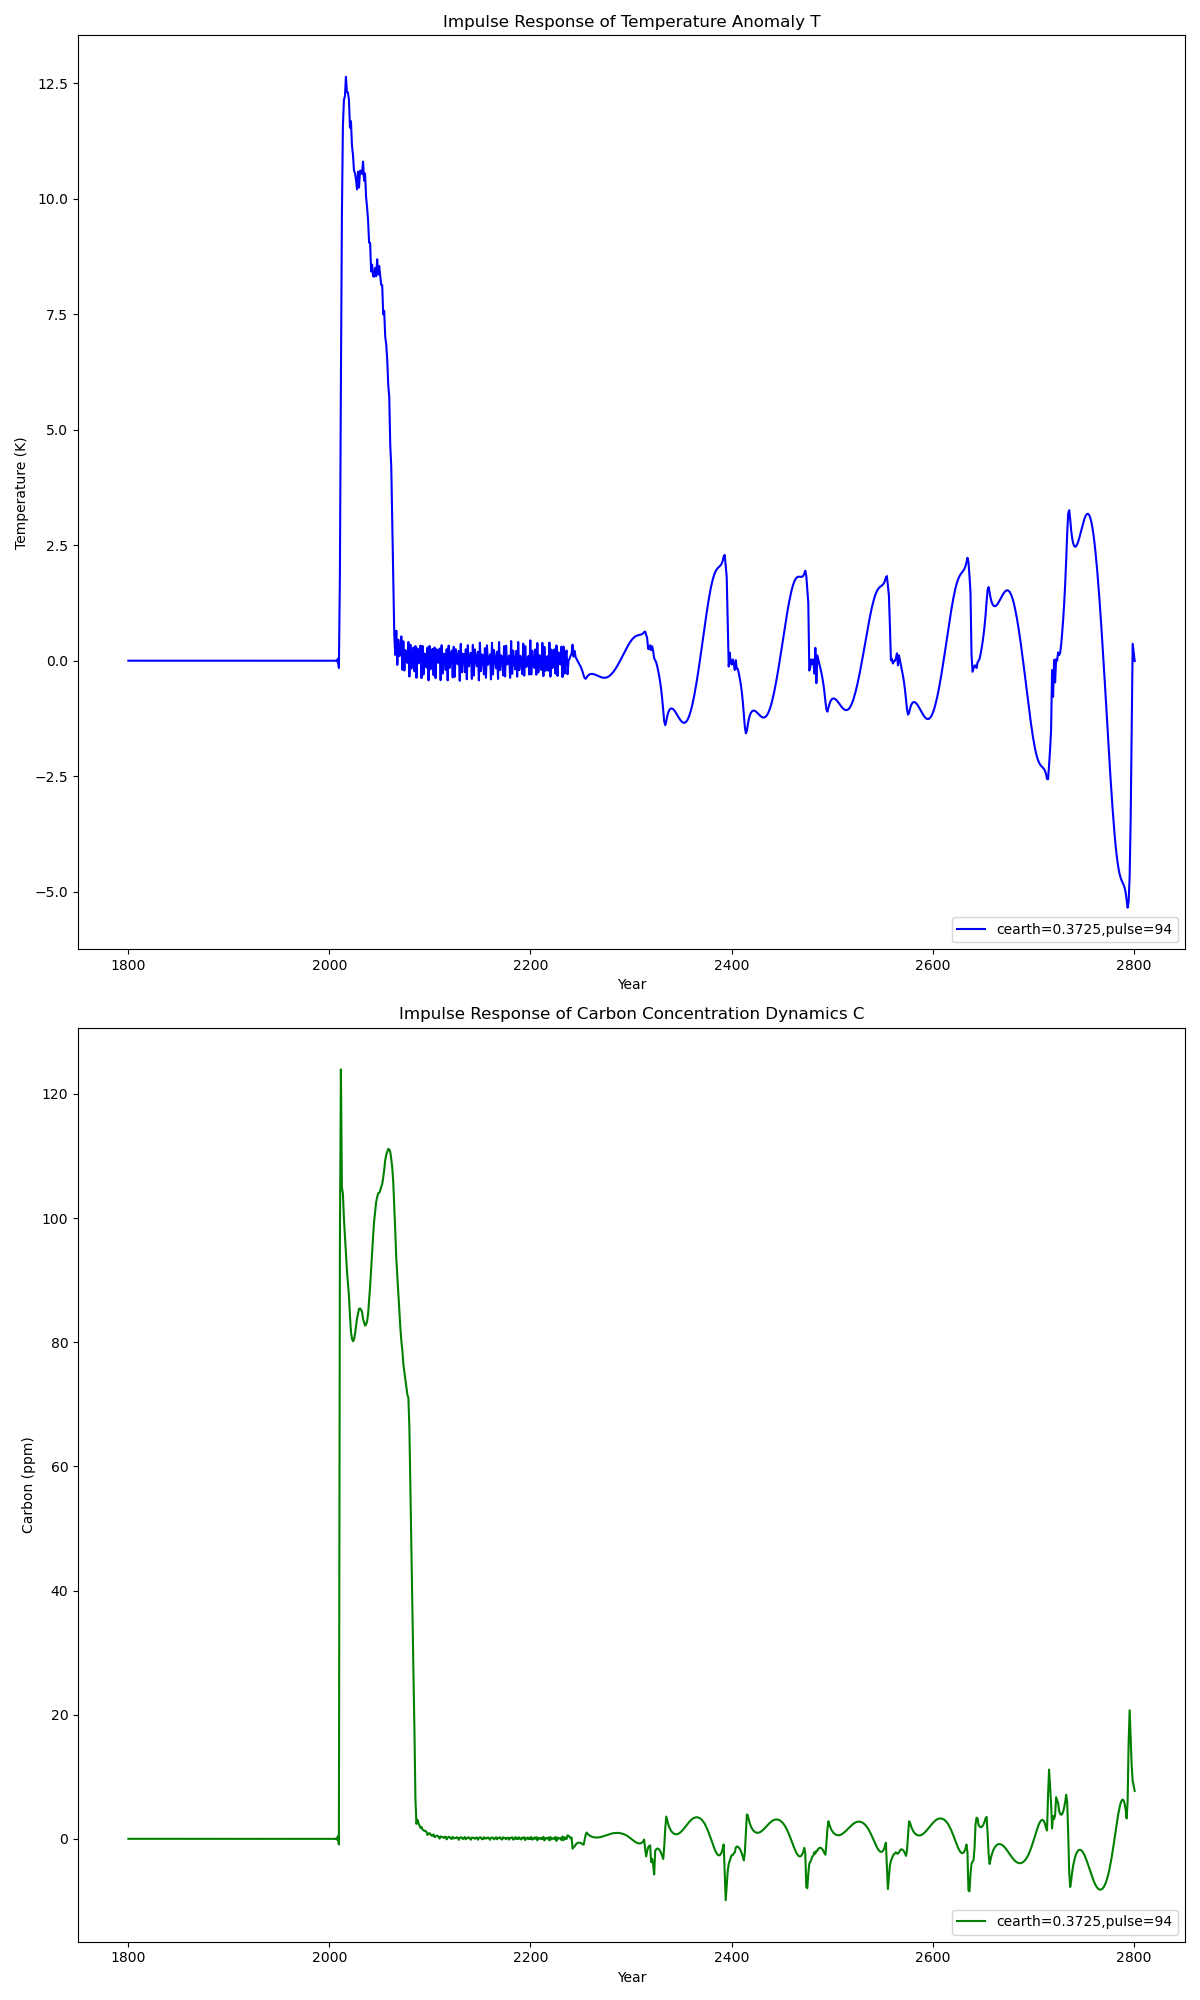 Impulse Response of Temperature Anomaly T
12.5
10.0
7.5
5.0
2.5
0.0
−2.5
−5.0
Temperature (K)
cearth=0.3725,pulse=94
1800 2000 2200 2400 2600 2800
Year
Impulse Response of Carbon Concentration Dynamics C
120
100
80
60
40
20
0
Carbon (ppm)
cearth=0.3725,pulse=94
1800 2000 2200 2400 2600 2800
Year